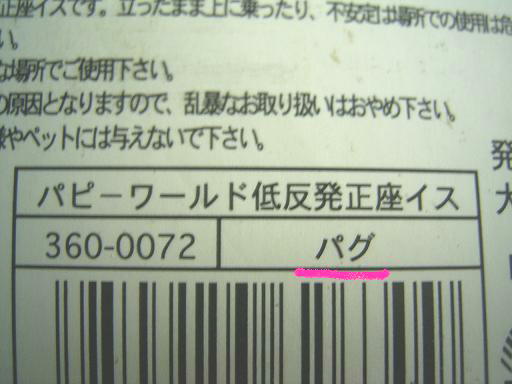 正座イスです。立ったまま上に乗ったり、不安定な場所での使用は危
い。
な場所でご使用下さい。
の原因となりますので、乱暴なお取り扱いはおやめ下さい。
様やペットには与えないで下さい。
発
大
パピーワールド低反発正座イス
360-0072
パグ